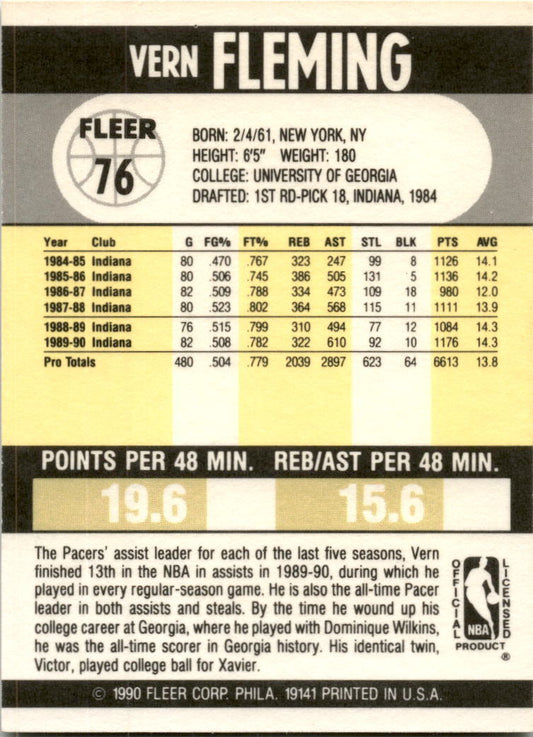 VERN FLEMING
FLEER
76
BORN: 2/4/61, NEW YORK, NY
HEIGHT: 6'5" WEIGHT: 180
COLLEGE: UNIVERSITY OF GEORGIA
DRAFTED: 1ST RD-PICK 18, INDIANA, 1984
Year Club G FG% FT% REB AST STL BLK PTS AVG
1984-85 Indiana 80 .470 .767 323 247 99 8 1126 14.1
1985-86 Indiana 80 .506 .745 386 505 131 5 1136 14.2
1986-87 Indiana 82 .509 .788 334 473 109 18 980 12.0
1987-88 Indiana 80 .523 .802 364 568 115 11 1111 13.9
1988-89 Indiana 76 .515 .799 310 494 77 12 1084 14.3
1989-90 Indiana 82 .508 .782 322 610 92 10 1176 14.3
Pro Totals 480 .504 .779 2039 2897 623 64 6613 13.8
POINTS PER 48 MIN. REB/AST PER 48 MIN.
19.6 15.6
The Pacers' assist leader for each of the last five seasons, Vern
finished 13th in the NBA in assists in 1989-90, during which he
played in every regular-season game. He is also the all-time Pacer
leader in both assists and steals. By the time he wound up his
college career at Georgia, where he played with Dominique Wilkins,
he was the all-time scorer in Georgia history. His identical twin,
Victor, played college ball for Xavier.
OFFICIAL
LICENSED
NBA
PRODUCT
®
© 1990 FLEER CORP. PHILA. 19141 PRINTED IN U.S.A.